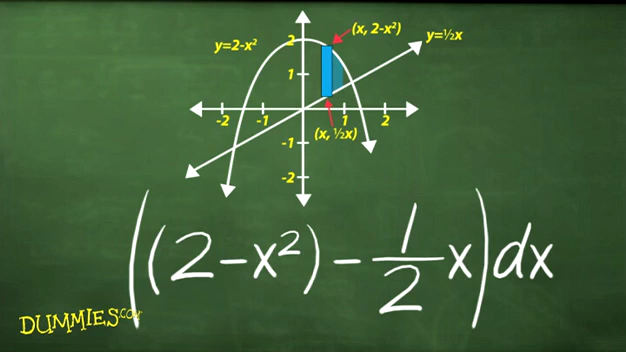 y=2-x²
(x, 2-x²)
y=½x
2
1
-2 -1 1 2
-1
(x, ½x)
-2
((2-x²) - 1/2 x) dx
DUMMIES.COM